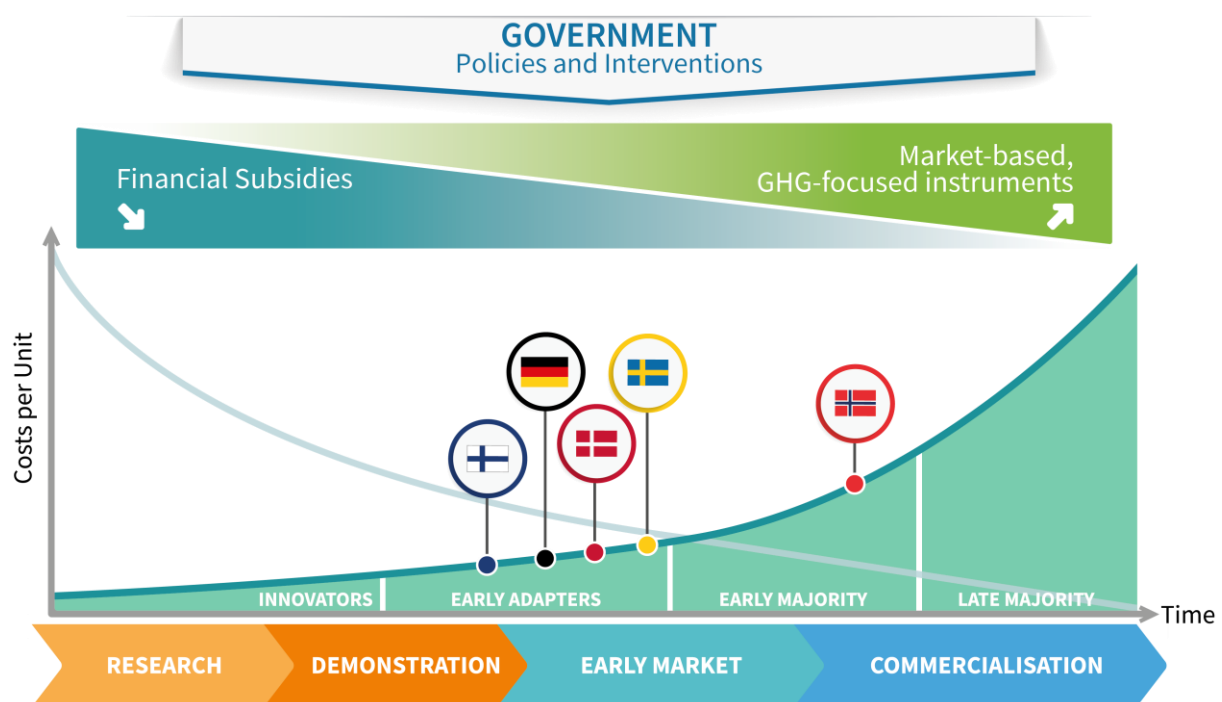 GOVERNMENT
Policies and Interventions
Financial Subsidies
Market-based,
GHG-focused instruments
Costs per Unit
INNOVATORS
EARLY ADAPTERS
EARLY MAJORITY
LATE MAJORITY
Time
RESEARCH
DEMONSTRATION
EARLY MARKET
COMMERCIALISATION